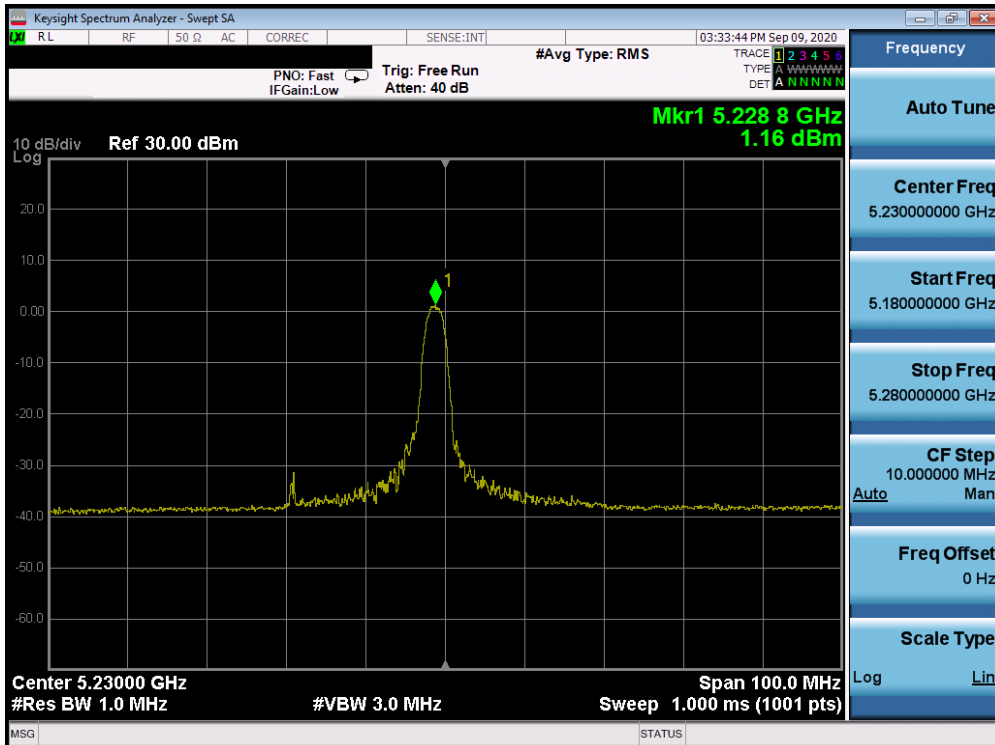 Keysight Spectrum Analyzer - Swept SA
LXI RL RF 50 Ω AC CORREC SENSE:INT 03:33:44 PM Sep 09, 2020
#Avg Type: RMS
TRACE 1 2 3 4 5 6
TYPE A WWWWWW
DET A N N N N N
PNO: Fast
IFGain:Low
Trig: Free Run
Atten: 40 dB
Mkr1 5.228 8 GHz
1.16 dBm
10 dB/div Ref 30.00 dBm
Log
20.0
10.0
0.00
-10.0
-20.0
-30.0
-40.0
-50.0
-60.0
1
Center 5.23000 GHz
#Res BW 1.0 MHz
#VBW 3.0 MHz
Span 100.0 MHz
Sweep 1.000 ms (1001 pts)
MSG
STATUS
Frequency
Auto Tune
Center Freq
5.230000000 GHz
Start Freq
5.180000000 GHz
Stop Freq
5.280000000 GHz
CF Step
10.000000 MHz
Auto Man
Freq Offset
0 Hz
Scale Type
Log Lin